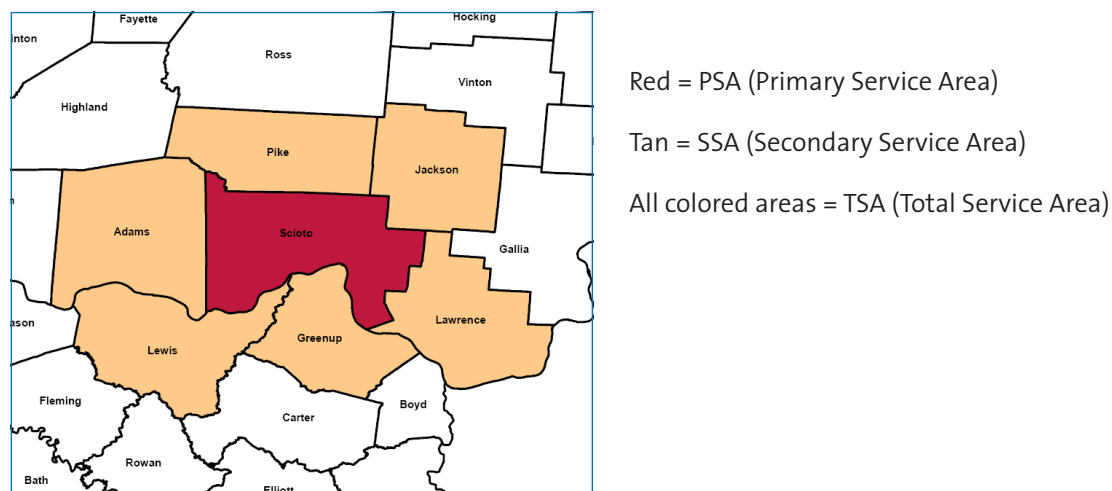 Fayette
Hocking
inton
Ross
Vinton
Highland
Pike
Jackson
Adams
Scioto
Gallia
ason
Lawrence
Lewis
Greenup
Fleming
Boyd
Carter
Rowan
Bath
Elliott
Red = PSA (Primary Service Area)
Tan = SSA (Secondary Service Area)
All colored areas = TSA (Total Service Area)